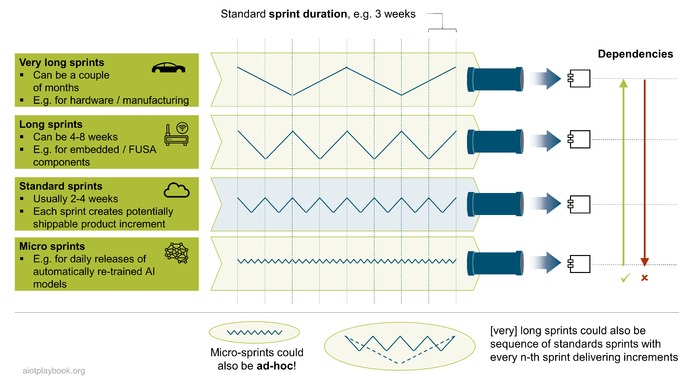 Standard sprint duration, e.g. 3 weeks
Dependencies
Very long sprints
▪ Can be a couple
of months
▪ E.g. for hardware / manufacturing
Long sprints
▪ Can be 4-8 weeks
▪ E.g. for embedded / FUSA
components
Standard sprints
▪ Usually 2-4 weeks
▪ Each sprint creates potentially
shippable product increment
Micro sprints
▪ E.g. for daily releases of
automatically re-trained AI
models
✓ ✘
Micro-sprints could
also be ad-hoc!
[very] long sprints could also be
sequence of standards sprints with
every n-th sprint delivering increments
aiotplaybook.org